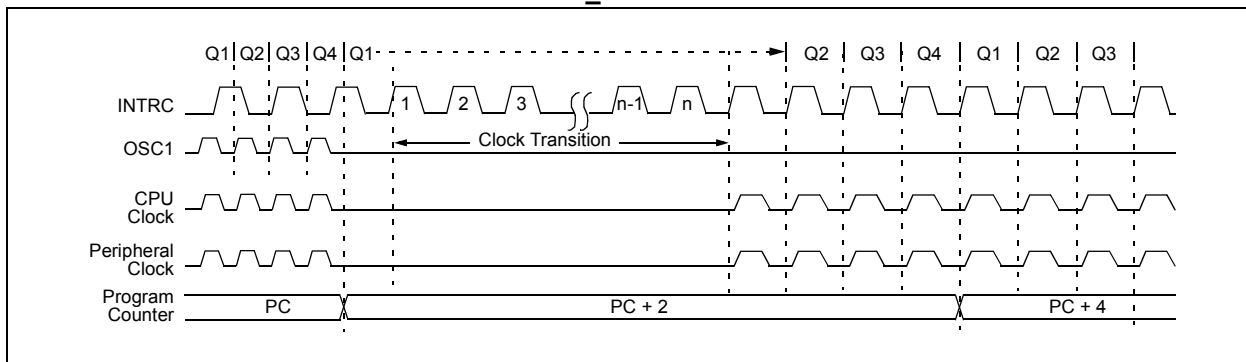 Q1 Q2 Q3 Q4 Q1 Q2 Q3 Q4 Q1 Q2 Q3
INTRC 1 2 3 n-1 n
OSC1 Clock Transition
CPU
Clock
Peripheral
Clock
Program
Counter
PC PC + 2 PC + 4